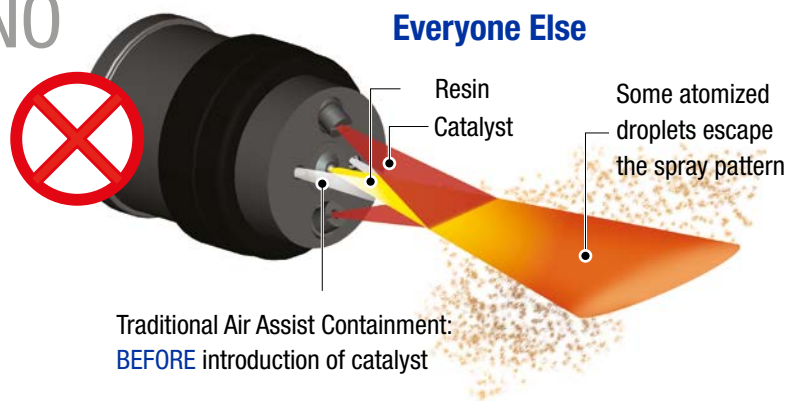 NO
Everyone Else
Resin
Catalyst
Some atomized
droplets escape
the spray pattern
Traditional Air Assist Containment:
BEFORE introduction of catalyst